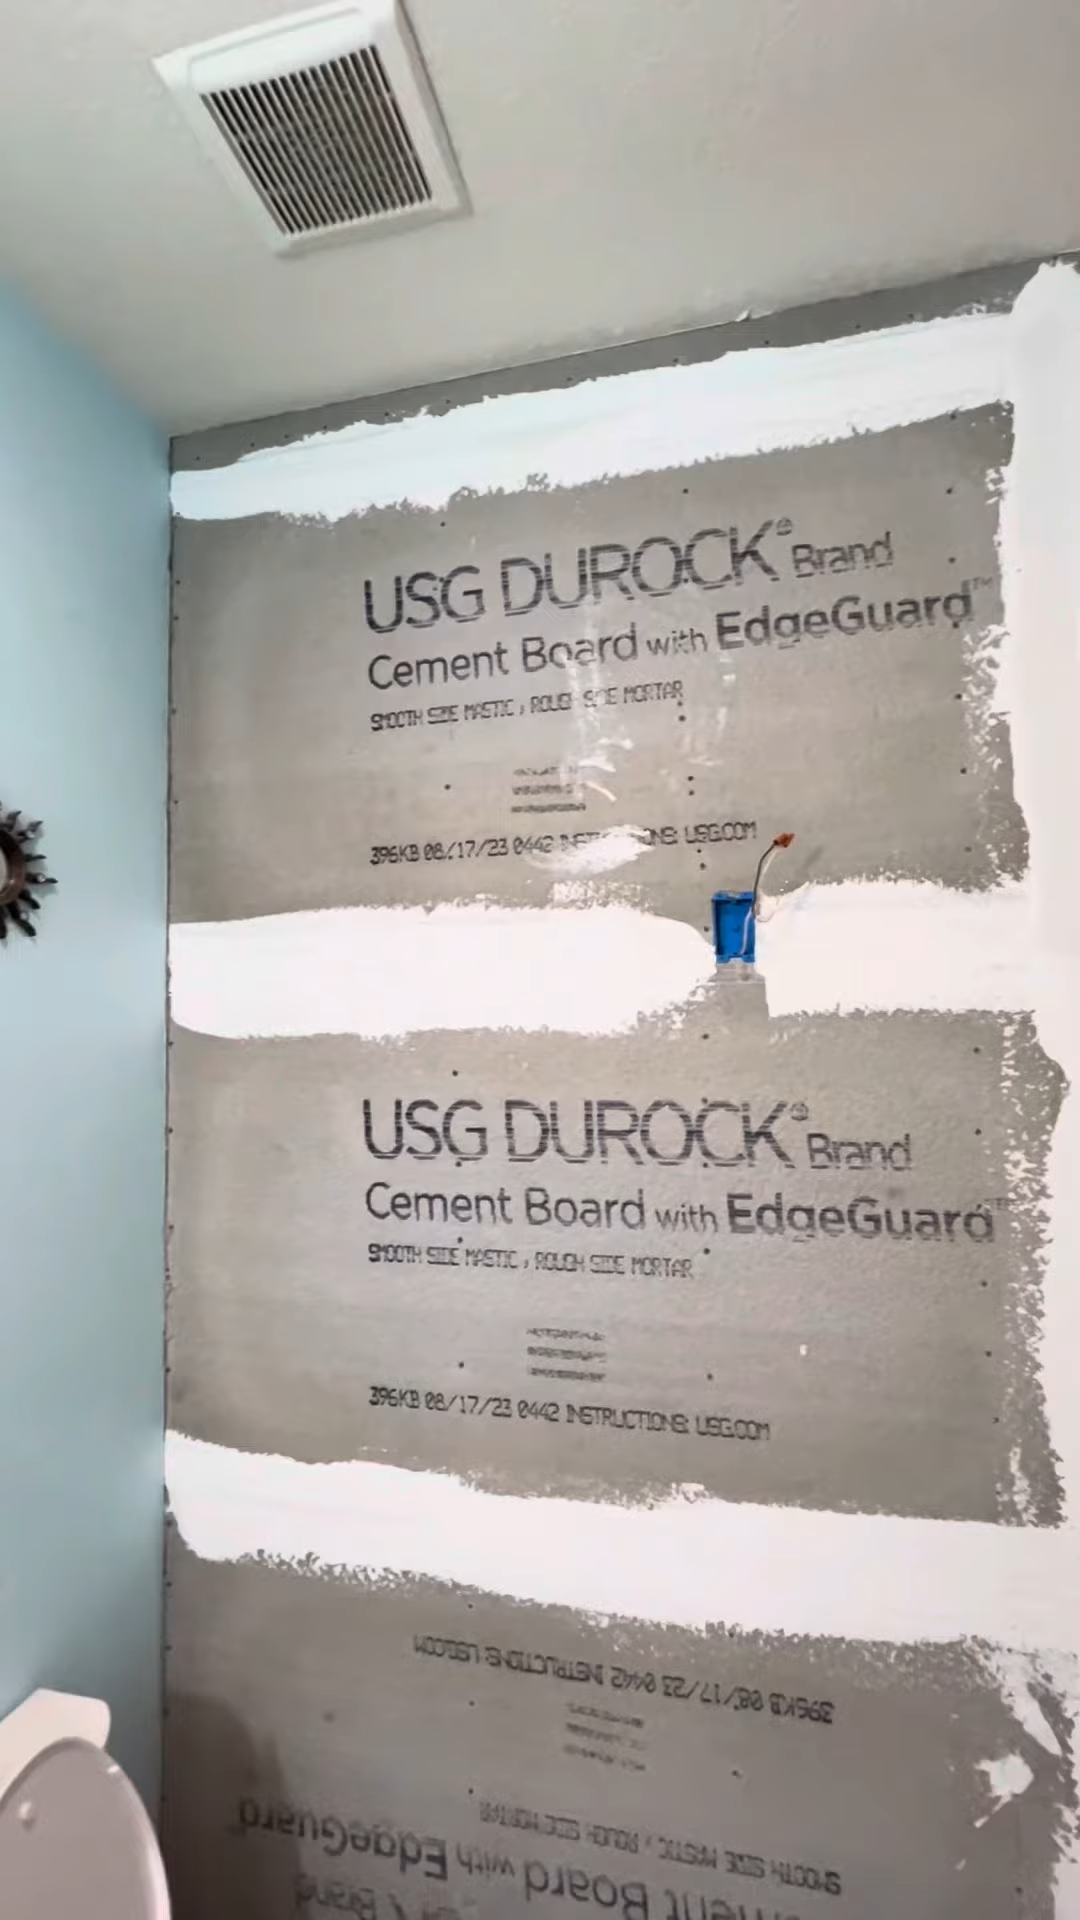 USG DUROCK® Brand
Cement Board with EdgeGuard™
SMOOTH SIDE MASTIC, ROUGH SIDE MORTAR
396KB 08/17/23 0442 INSTRUCTIONS: USG.COM
USG DUROCK® Brand
Cement Board with EdgeGuard™
SMOOTH SIDE MASTIC, ROUGH SIDE MORTAR
396KB 08/17/23 0442 INSTRUCTIONS: USG.COM
396KB 08/17/23 0442 INSTRUCTIONS: USG.COM
SMOOTH SIDE MASTIC, ROUGH SIDE MORTAR
ment Board with EdgeGuard
Brand